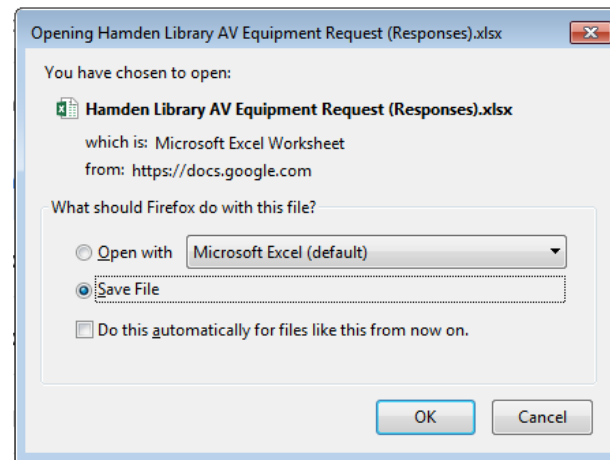 Opening Hamden Library AV Equipment Request (Responses).xlsx
You have chosen to open:
Hamden Library AV Equipment Request (Responses).xlsx
which is: Microsoft Excel Worksheet
from: https://docs.google.com
What should Firefox do with this file?
Open with Microsoft Excel (default)
Save File
Do this automatically for files like this from now on.
OK Cancel